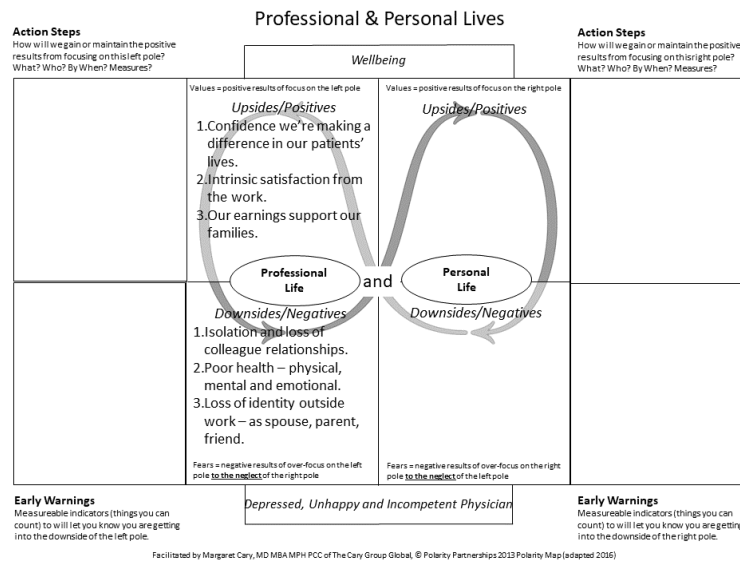 Professional & Personal Lives
Action Steps
How will we gain or maintain the positive
results from focusing on this left pole?
What? Who? By When? Measures?
Action Steps
How will we gain or maintain the positive
results from focusing on this right pole?
What? Who? By When? Measures?
Wellbeing
Values = positive results of focus on the left pole
Values = positive results of focus on the right pole
Upsides/Positives
1.Confidence we're making a
difference in our patients'
lives.
2.Intrinsic satisfaction from
the work.
3.Our earnings support our
families.
Upsides/Positives
Professional
Life
and
Personal
Life
Downsides/Negatives
1.Isolation and loss of
colleague relationships.
2.Poor health – physical,
mental and emotional.
3.Loss of identity outside
work – as spouse, parent,
friend.
Downsides/Negatives
Fears = negative results of over-focus on the left
pole to the neglect of the right pole
Fears = negative results of over-focus on the right
pole to the neglect of the left pole
Depressed, Unhappy and Incompetent Physician
Early Warnings
Measureable indicators (things you can
count) to will let you know you are getting
into the downside of the left pole.
Early Warnings
Measureable indicators (things you can
count) to will let you know you are getting
into the downside of the right pole.
Facilitated by Margaret Cary, MD MBA MPH PCC of The Cary Group Global, © Polarity Partnerships 2013 Polarity Map (adapted 2016)